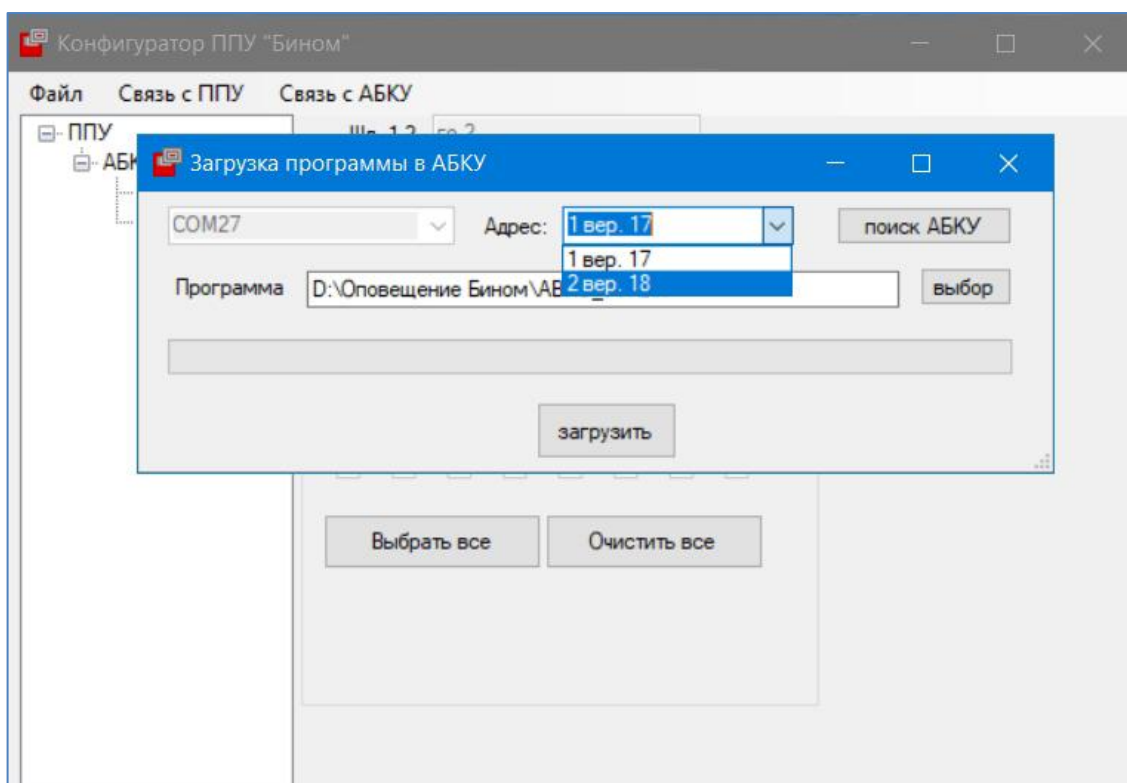 Конфигуратор ППУ "Бином"
Файл Связь с ППУ Связь с АБКУ
ППУ
Загрузка программы в АБКУ
COM27 Адрес: 1 вер. 17 поиск АБКУ
1 вер. 17
2 вер. 18
Программа D:\Оповещение Бином\АБ выбор
загрузить
Выбрать все Очистить все